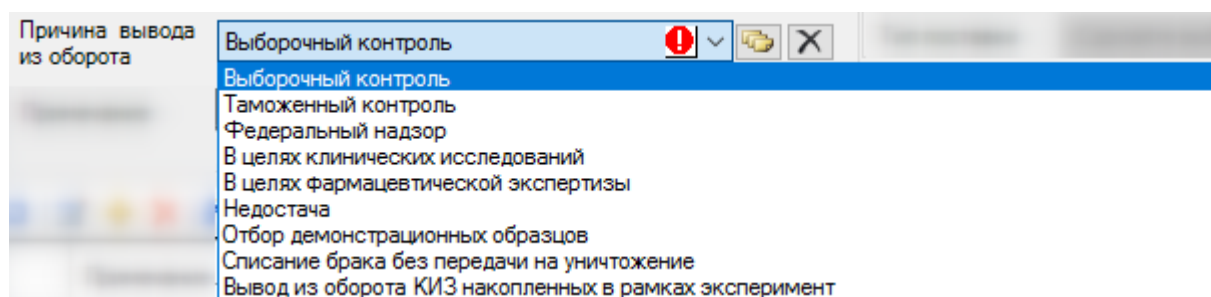 Причина вывода
из оборота
Выборочный контроль
Выборочный контроль
Таможенный контроль
Федеральный надзор
В целях клинических исследований
В целях фармацевтической экспертизы
Недостача
Отбор демонстрационных образцов
Списание брака без передачи на уничтожение
Вывод из оборота КИЗ накопленных в рамках эксперимент